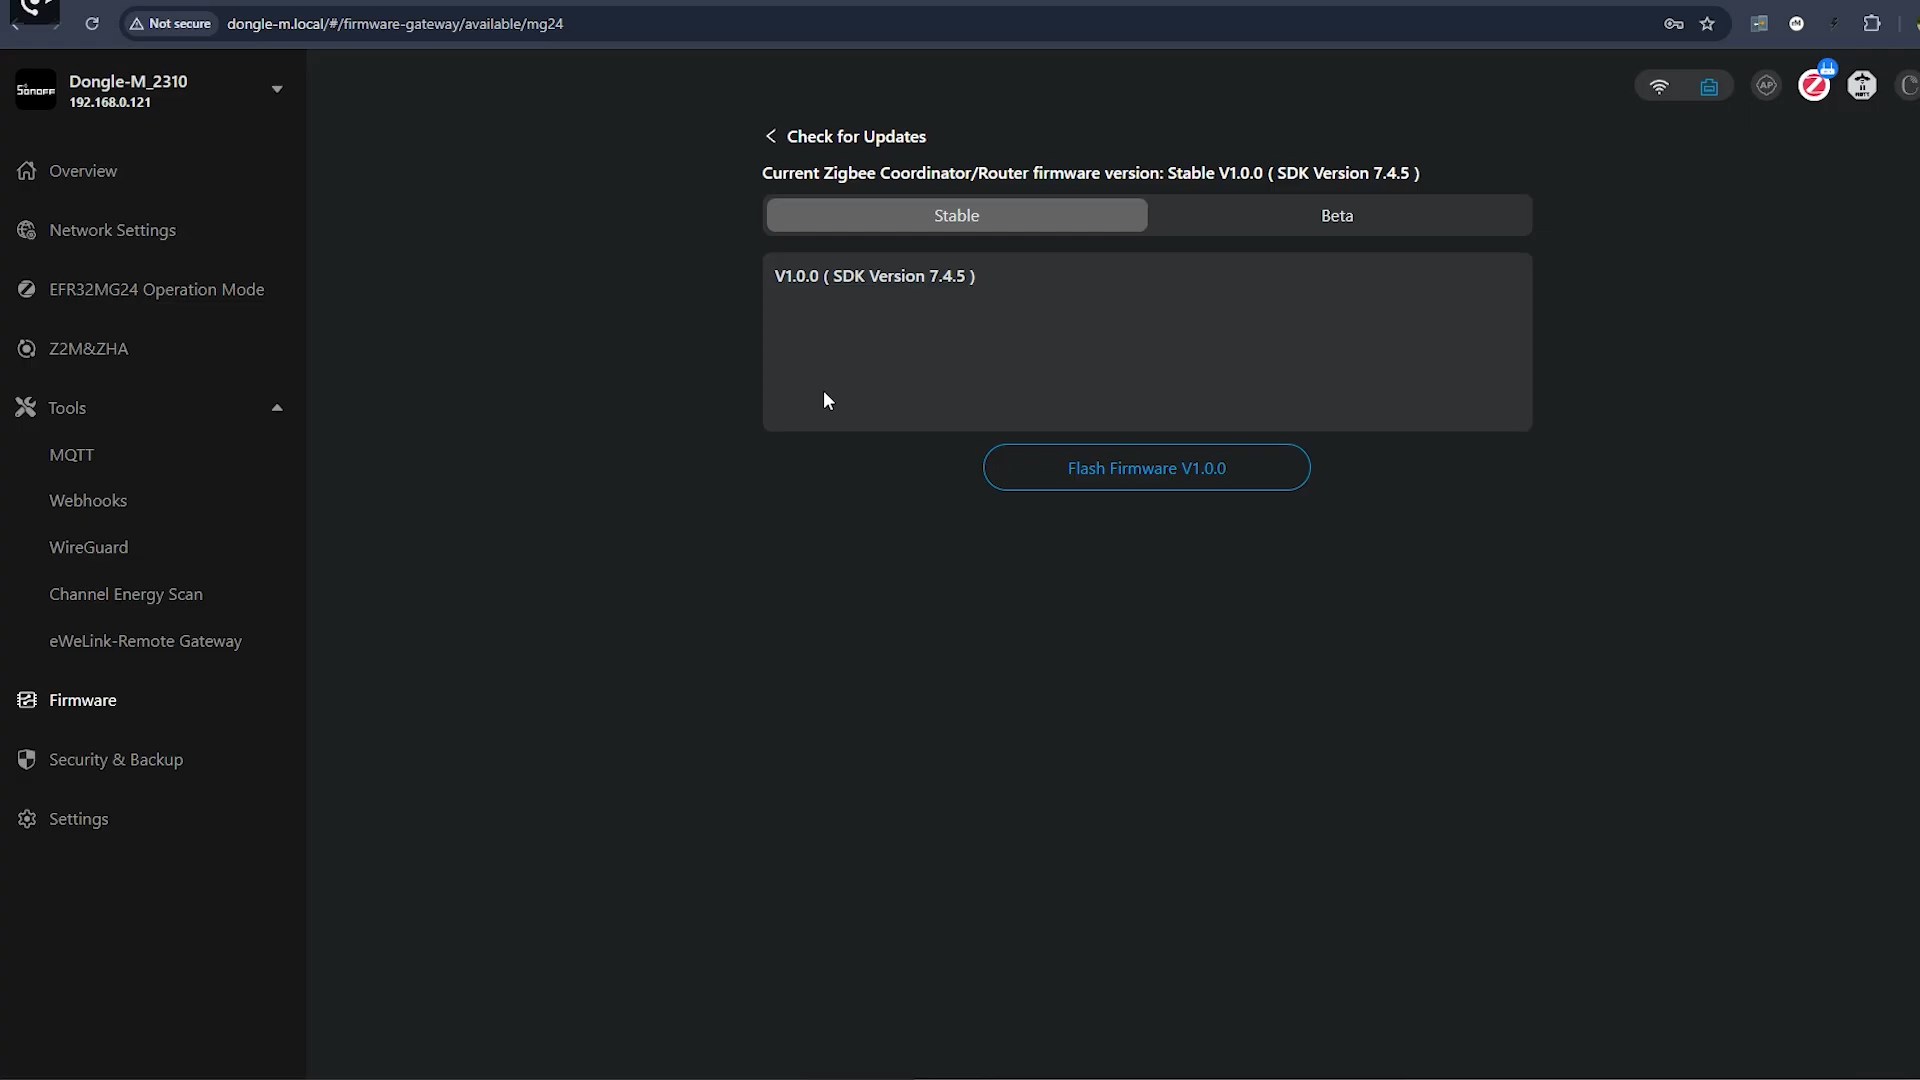 Not secure
dongle-m.local/#/firmware-gateway/available/mg24
SONOFF
Dongle-M_2310
192.168.0.121
AP
MQTT
Check for Updates
Current Zigbee Coordinator/Router firmware version: Stable V1.0.0 ( SDK Version 7.4.5 )
Stable
Beta
V1.0.0 ( SDK Version 7.4.5 )
Flash Firmware V1.0.0
Overview
Network Settings
EFR32MG24 Operation Mode
Z2M&ZHA
Tools
MQTT
Webhooks
WireGuard
Channel Energy Scan
eWeLink-Remote Gateway
Firmware
Security & Backup
Settings